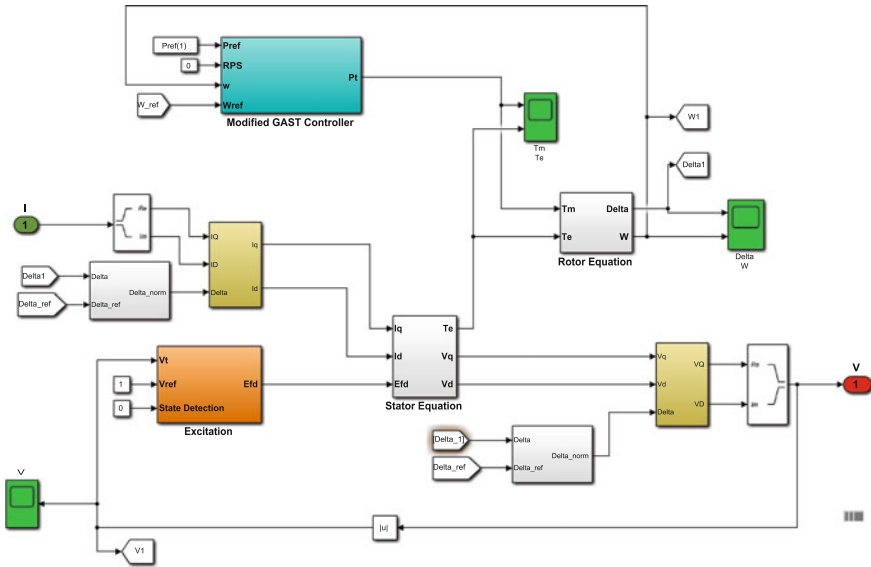 Pref(1)
Pref
0
RPS
w
W_ref
Wref
Pt
Modified GAST Controller
Tm
Te
W1
Delta1
Tm
Te
Delta
W
Rotor Equation
Delta
W
I
1
Re
Im
IQ
ID
Delta
Iq
Id
Delta1
Delta_ref
Delta
Delta_ref
Delta_norm
Iq
Id
Efd
Te
Vq
Vd
Stator Equation
Vt
1
Vref
0
State Detection
Efd
Excitation
Vq
Vd
Delta
VQ
VD
Re
Im
V
1
Delta_1
Delta_ref
Delta
Delta_ref
Delta_norm
V
|u|
V1